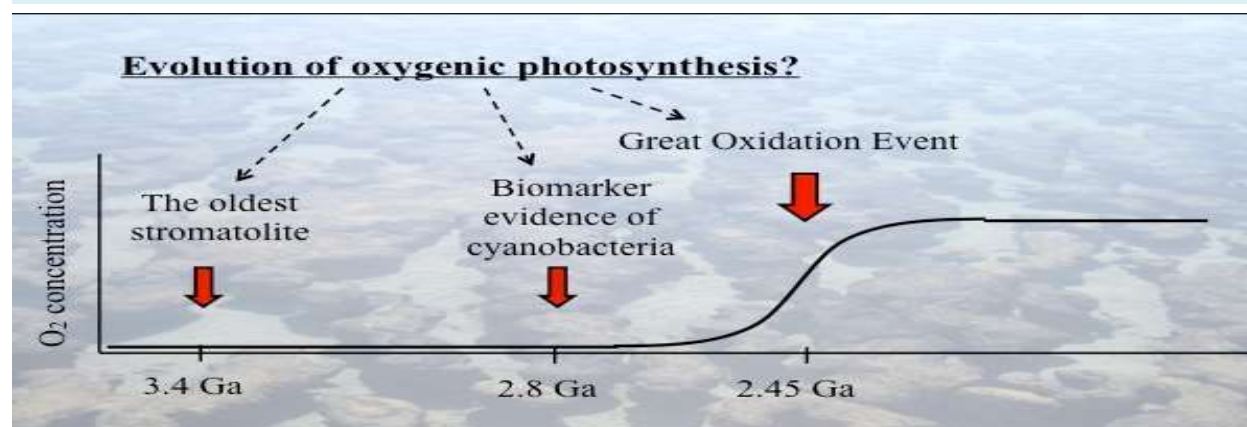 Evolution of oxygenic photosynthesis?
Great Oxidation Event
The oldest
stromatolite
Biomarker
evidence of
cyanobacteria
O₂ concentration
3.4 Ga
2.8 Ga
2.45 Ga